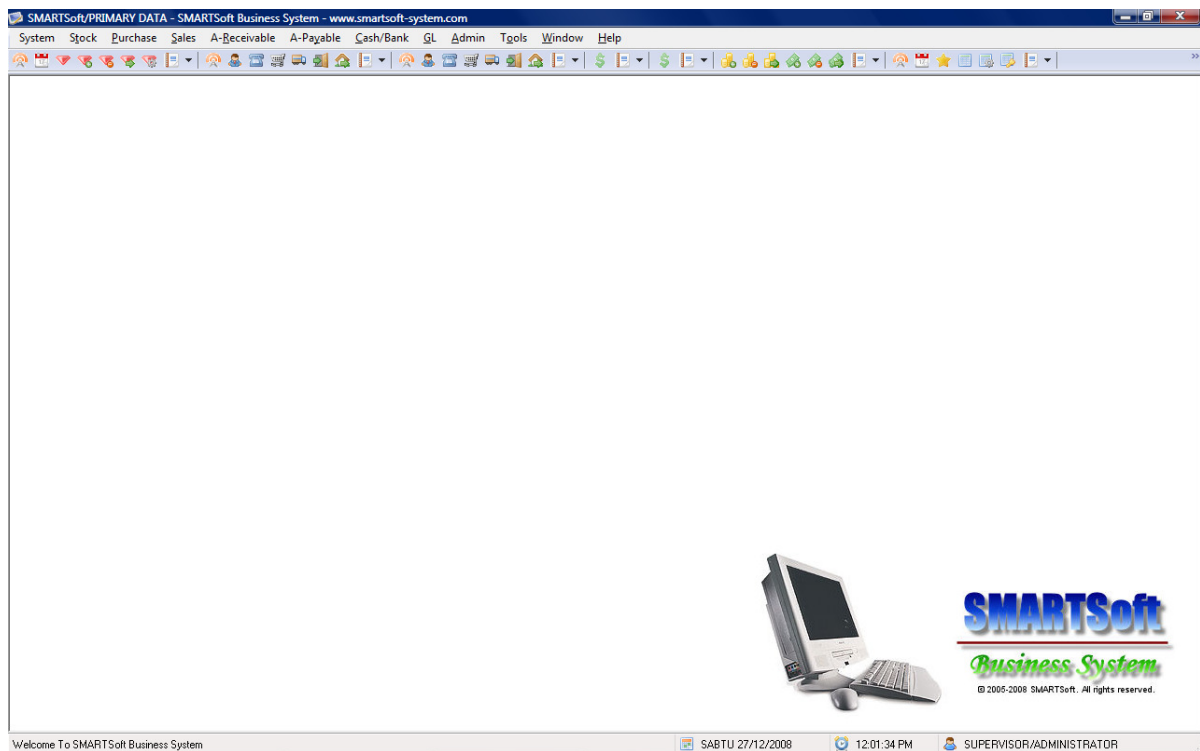 SMARTSoft/PRIMARY DATA - SMARTSoft Business System - www.smartsoft-system.com
System Stock Purchase Sales A-Receivable A-Payable Cash/Bank GL Admin Tools Window Help
SMARTSoft
Business System
© 2005-2008 SMARTSoft. All rights reserved.
Welcome To SMARTSoft Business System SABTU 27/12/2008 12:01:34 PM SUPERVISOR/ADMINISTRATOR